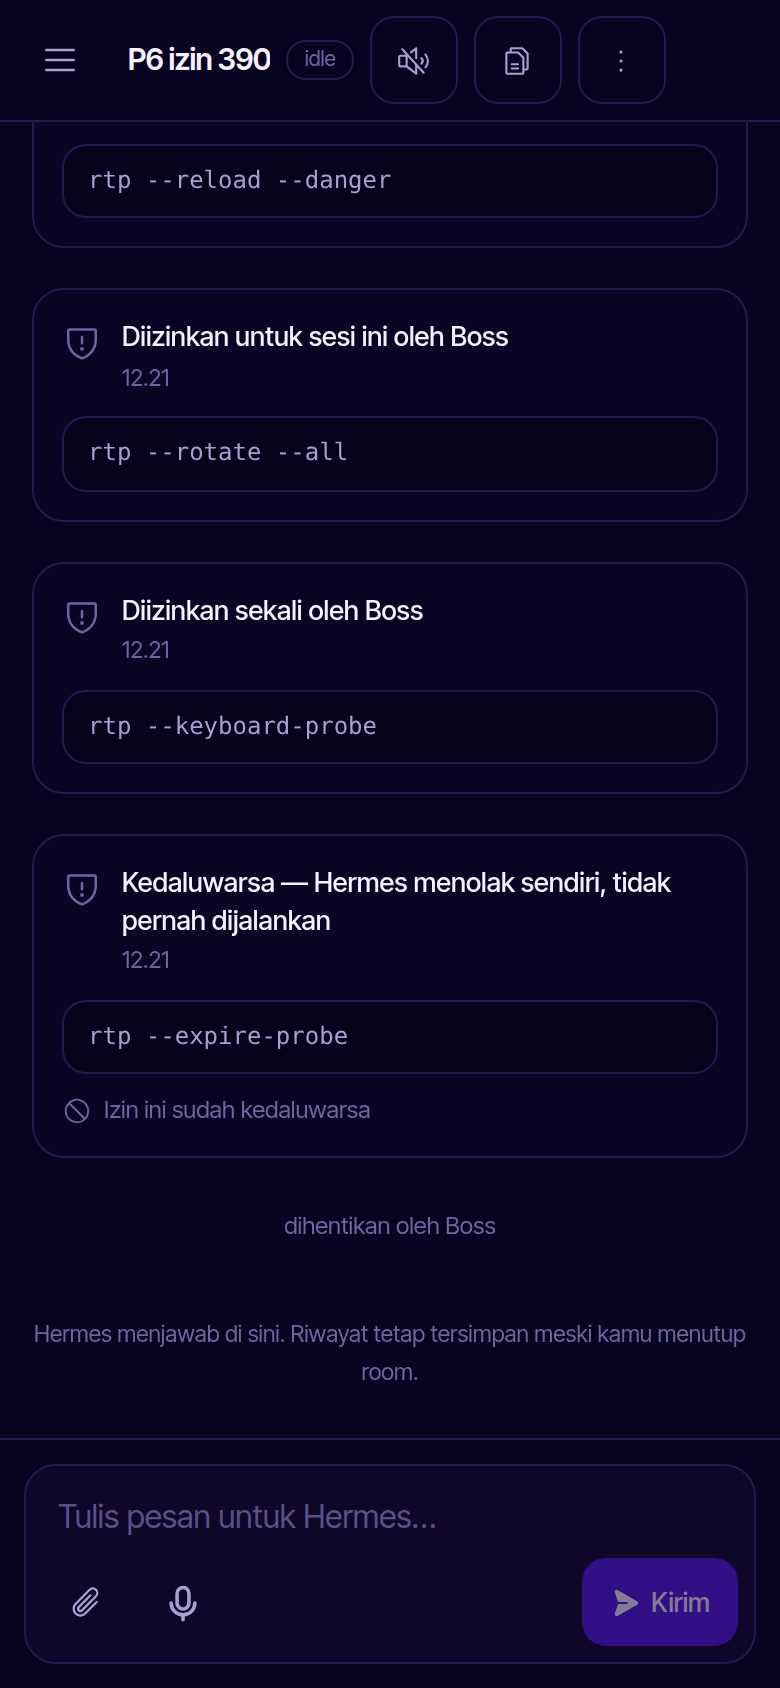 P6 izin 390
idle
rtp --reload --danger
Diizinkan untuk sesi ini oleh Boss
12.21
rtp --rotate --all
Diizinkan sekali oleh Boss
12.21
rtp --keyboard-probe
Kedaluwarsa — Hermes menolak sendiri, tidak
pernah dijalankan
12.21
rtp --expire-probe
Izin ini sudah kedaluwarsa
dihentikan oleh Boss
Hermes menjawab di sini. Riwayat tetap tersimpan meski kamu menutup
room.
Tulis pesan untuk Hermes...
Kirim